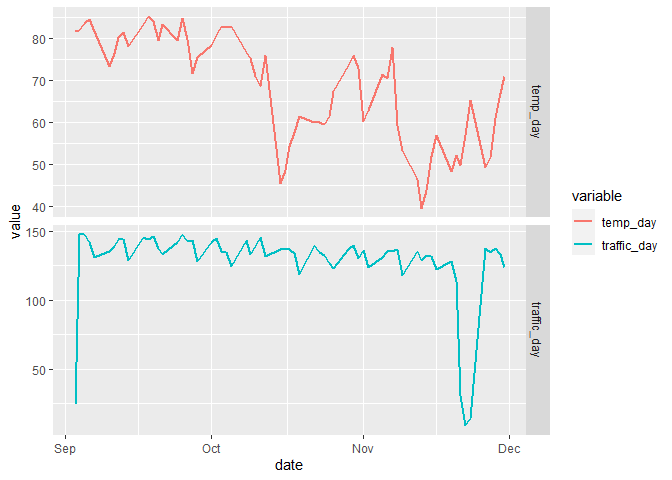 80
70
60
50
40
temp_day
value
150
100
50
traffic_day
Sep
Oct
Nov
Dec
date
variable
temp_day
traffic_day